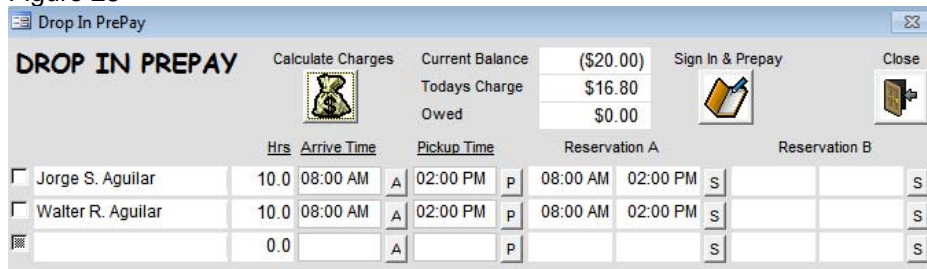 Drop In PrePay
DROP IN PREPAY Calculate Charges Current Balance ($20.00) Sign In & Prepay Close
Todays Charge $16.80
Owed $0.00
Hrs Arrive Time Pickup Time Reservation A Reservation B
Jorge S. Aguilar 10.0 08:00 AM A 02:00 PM P 08:00 AM 02:00 PM S S
Walter R. Aguilar 10.0 08:00 AM A 02:00 PM P 08:00 AM 02:00 PM S S
0.0 A P S S